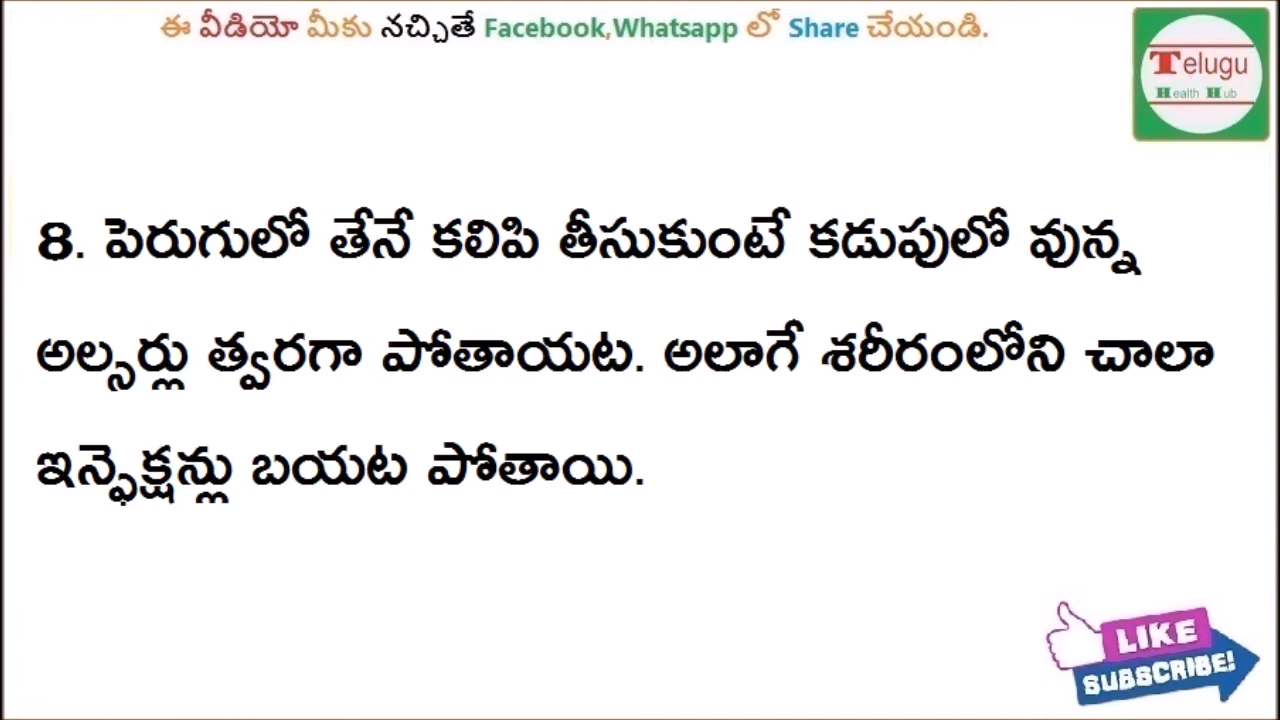 ఈ వీడియో మీకు నచ్చితే Facebook,Whatsapp లో Share చేయండి.
Telugu
Health Hub
8. పెరుగులో తేనే కలిపి తీసుకుంటే కడుపులో వున్న
అల్సర్లు త్వరగా పోతాయట. అలాగే శరీరంలోని చాలా
ఇన్ఫెక్షన్లు బయట పోతాయి.
LIKE
SUBSCRIBE!